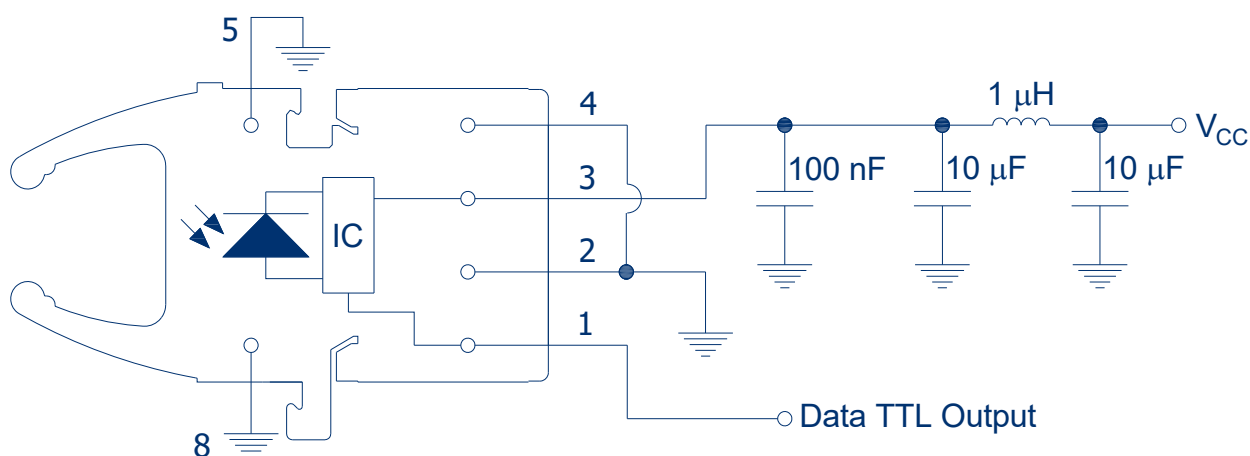 5
4
1 μH
V_CC
3
100 nF
10 μF
10 μF
IC
2
1
Data TTL Output
8